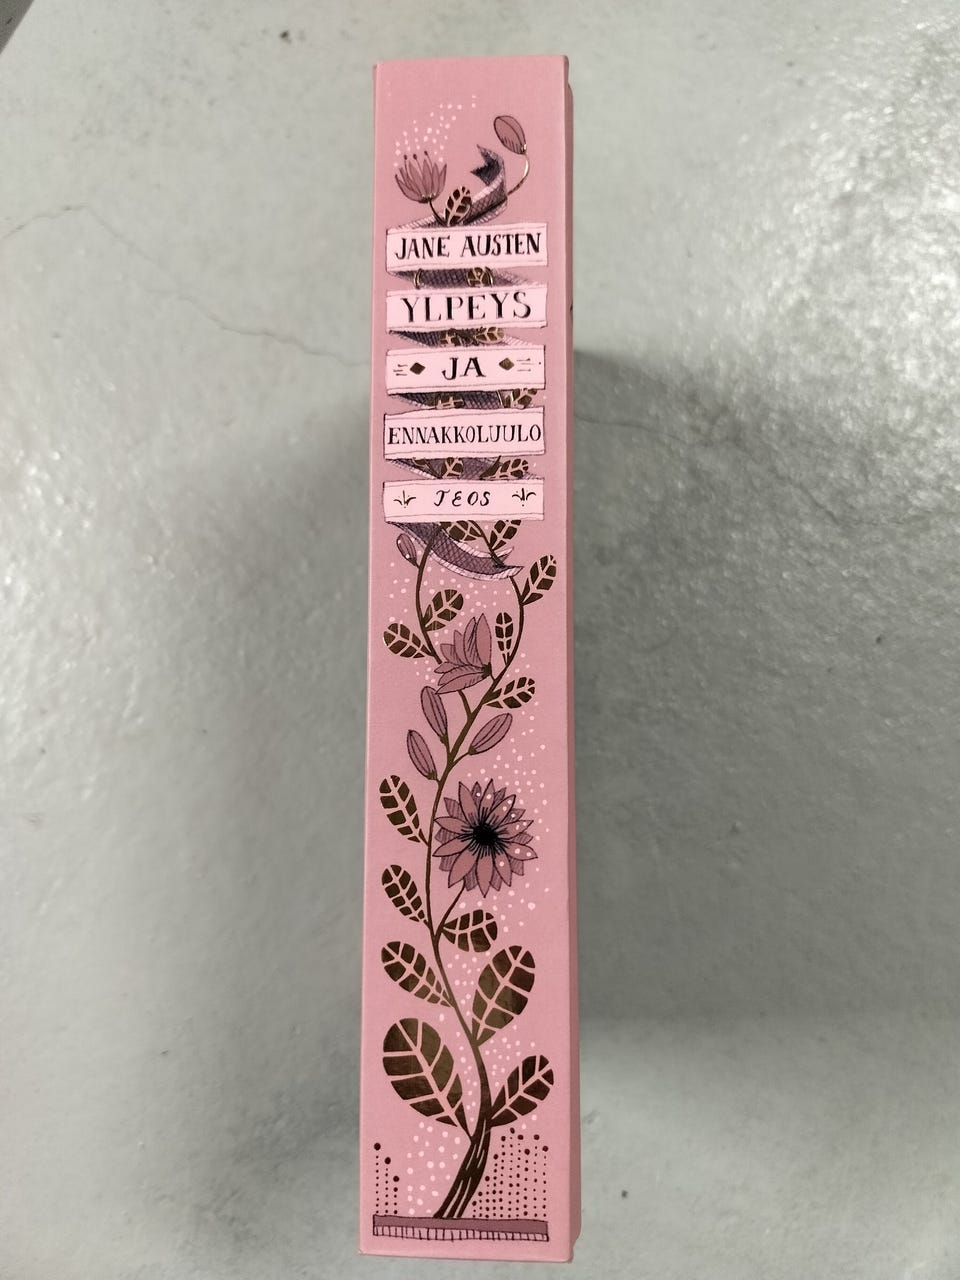 JANE AUSTEN
YLPEYS
JA
ENNAKKOLUULO
TEOS